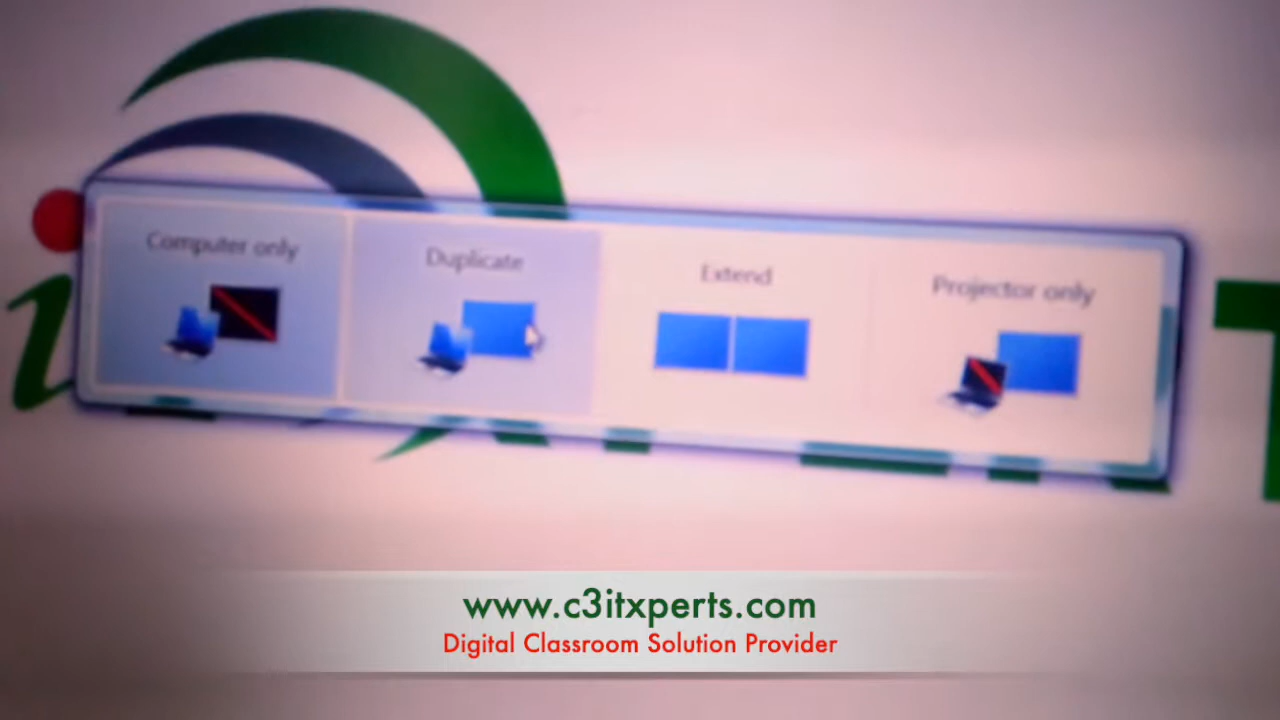 Computer only
Duplicate
Extend
Projector only
www.c3itxperts.com
Digital Classroom Solution Provider